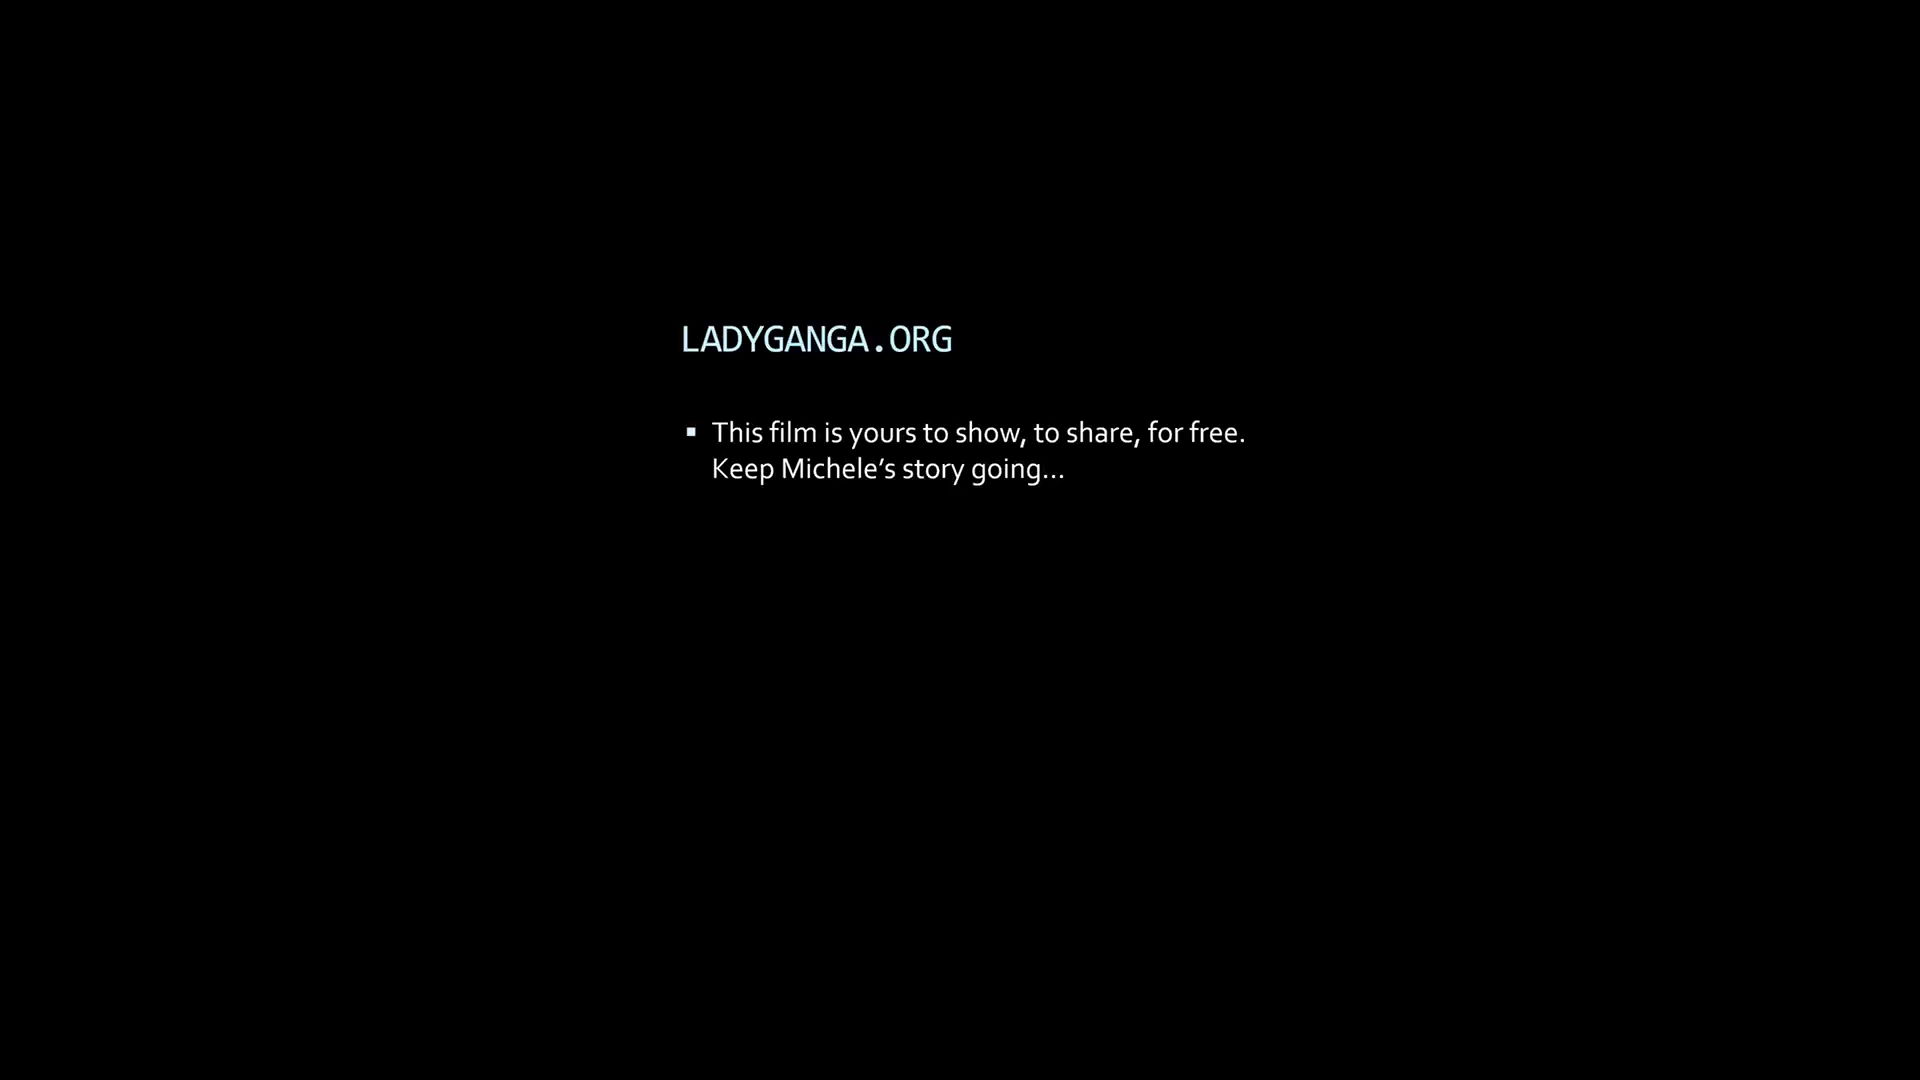 LADYGANGA.ORG
▪ This film is yours to show, to share, for free.
Keep Michele’s story going…